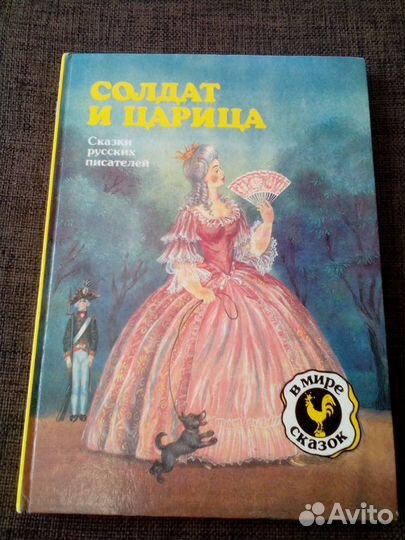 СОЛДАТ
И ЦАРИЦА
Сказки
русских
писателей
в мире
сказок
Avito